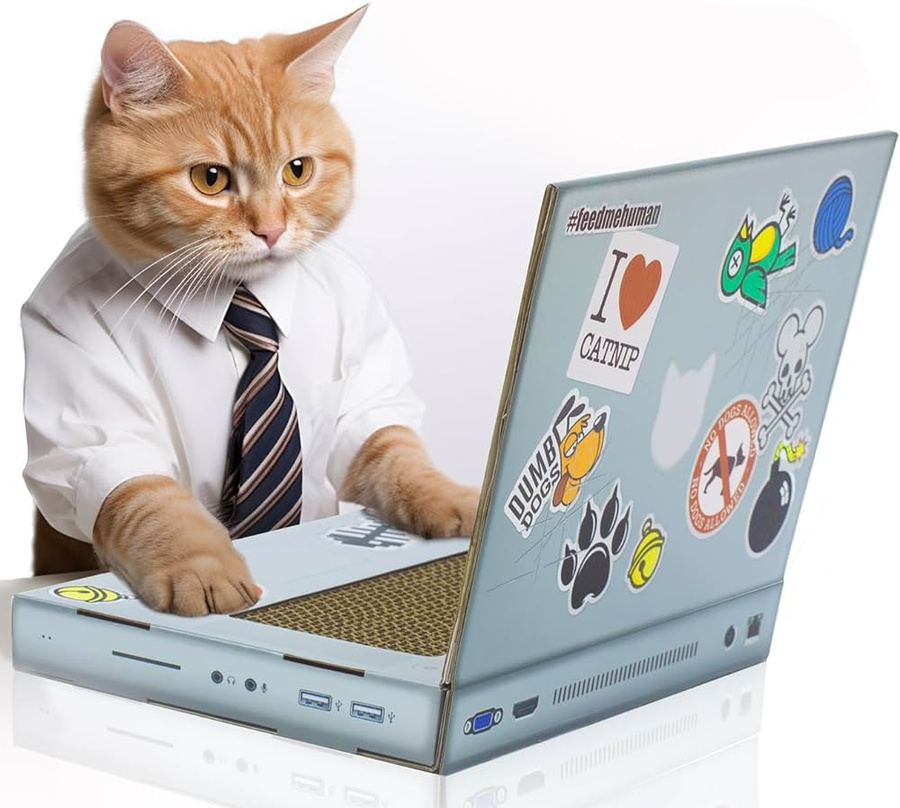 #feedmehuman
I ♥
CATNIP
DUMB
DOGS
NO DOGS ALLOWED
NO DOGS ALLOWED